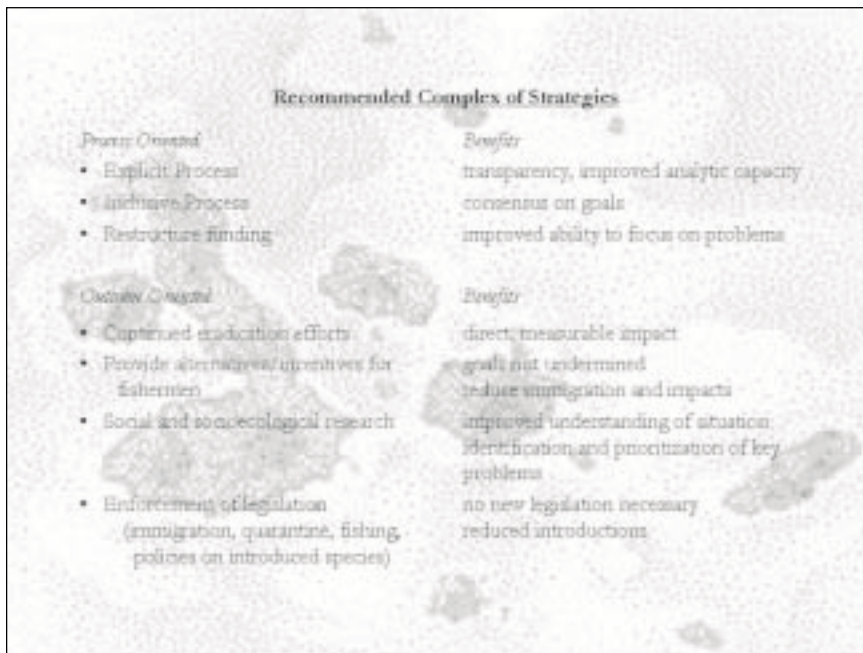 Recommended Complex of Strategies
Process Oriented Benefits
• Explicit Process transparency, improved analytic capacity
• Inclusive Process consensus on goals
• Restructure funding improved ability to focus on problems
Outcome Oriented Benefits
• Continued eradication efforts direct, measurable impact
• Provide alternatives/incentives for goals not undermined
fishermen reduce immigration and impacts
• Social and socioecological research improved understanding of situation
identification and prioritization of key
problems
• Enforcement of legislation no new legislation necessary
(immigration, quarantine, fishing, reduced introductions
policies on introduced species)